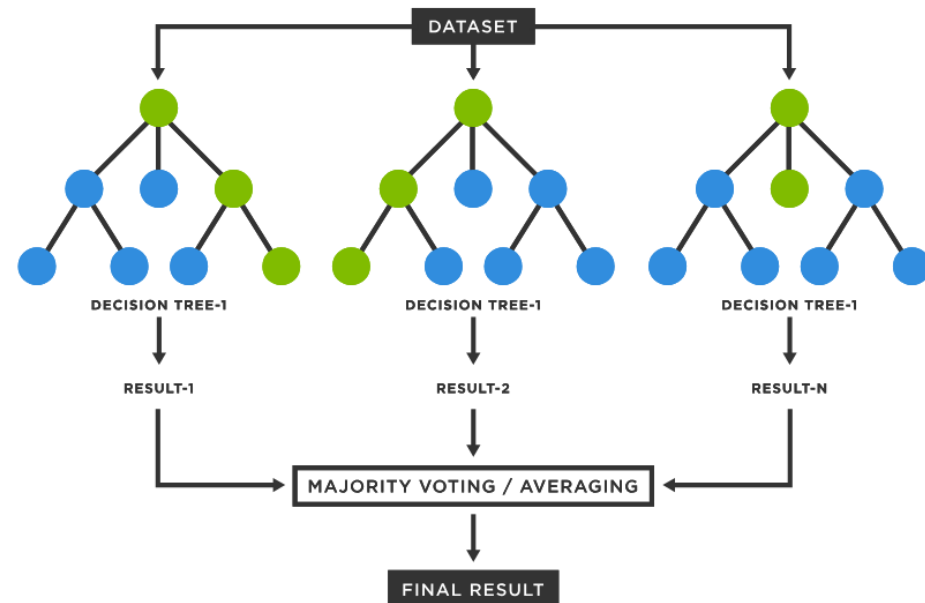 DATASET
DECISION TREE-1
DECISION TREE-1
DECISION TREE-1
RESULT-1
RESULT-2
RESULT-N
MAJORITY VOTING / AVERAGING
FINAL RESULT